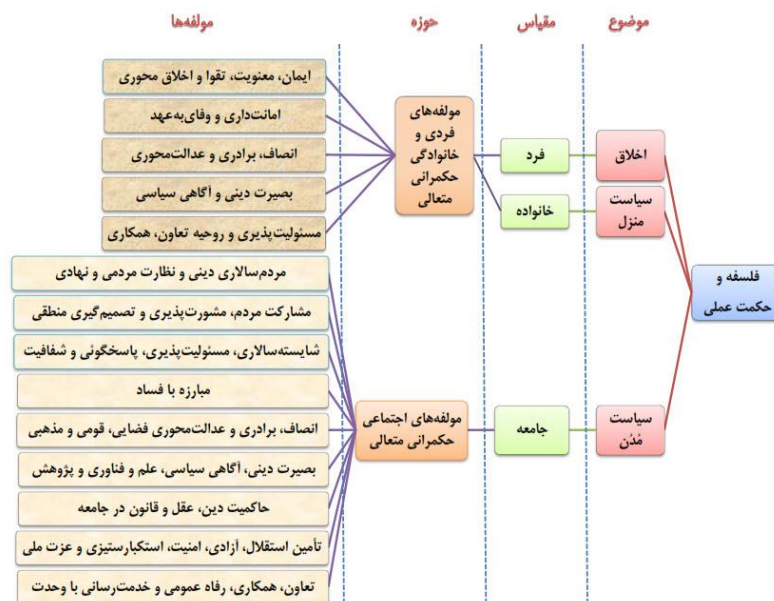 موضوع
مقیاس
حوزه
مولفه‌ها
فلسفه و
حکمت عملی
اخلاق
سیاست
منزل
سیاست
مُدُن
فرد
خانواده
جامعه
مولفه‌های
فردی و
خانوادگی
حکمرانی
متعالی
مولفه‌های اجتماعی
حکمرانی متعالی
ایمان، معنویت، تقوا و اخلاق محوری
امانت‌داری و وفای‌به‌عهد
انصاف، برادری و عدالت‌محوری
بصیرت دینی و آگاهی سیاسی
مسئولیت‌پذیری و روحیه تعاون، همکاری
مردم‌سالاری دینی و نظارت مردمی و نهادی
مشارکت مردم، مشورت‌پذیری و تصمیم‌گیری منطقی
شایسته‌سالاری، مسئولیت‌پذیری، پاسخگوئی و شفافیت
مبارزه با فساد
انصاف، برادری و عدالت‌محوری فضایی، قومی و مذهبی
بصیرت دینی، آگاهی سیاسی، علم و فناوری و پژوهش
حاکمیت دین، عقل و قانون در جامعه
تأمین استقلال، آزادی، امنیت، استکبارستیزی و عزت ملی
تعاون، همکاری، رفاه عمومی و خدمت‌رسانی با وحدت